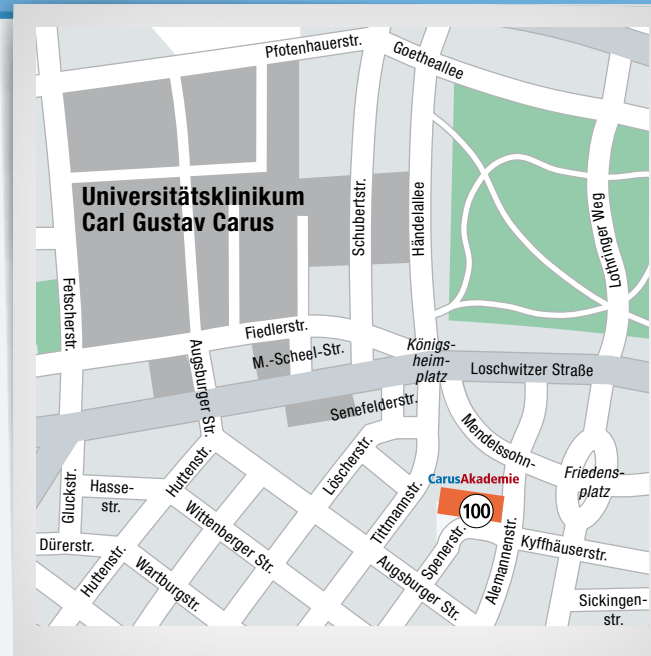 Pfotenhauerstr.
Goetheallee
Universitätsklinikum
Carl Gustav Carus
Schubertstr.
Händelallee
Lothringer Weg
Fetscherstr.
Fiedlerstr.
M.-Scheel-Str.
Augsburger Str.
Königs-
heim-
platz
Loschwitzer Straße
Senefelderstr.
Mendelssohn-
Löscherstr.
Huttenstr.
CarusAkademie
Friedens-
platz
Gluckstr.
Hasse-
str.
100
Tittmannstr.
Wittenberger Str.
Spenerstr.
Alemannenstr.
Kyffhäuserstr.
Dürerstr.
Huttenstr.
Wartburgstr.
Augsburger Str.
Sickingen-
str.